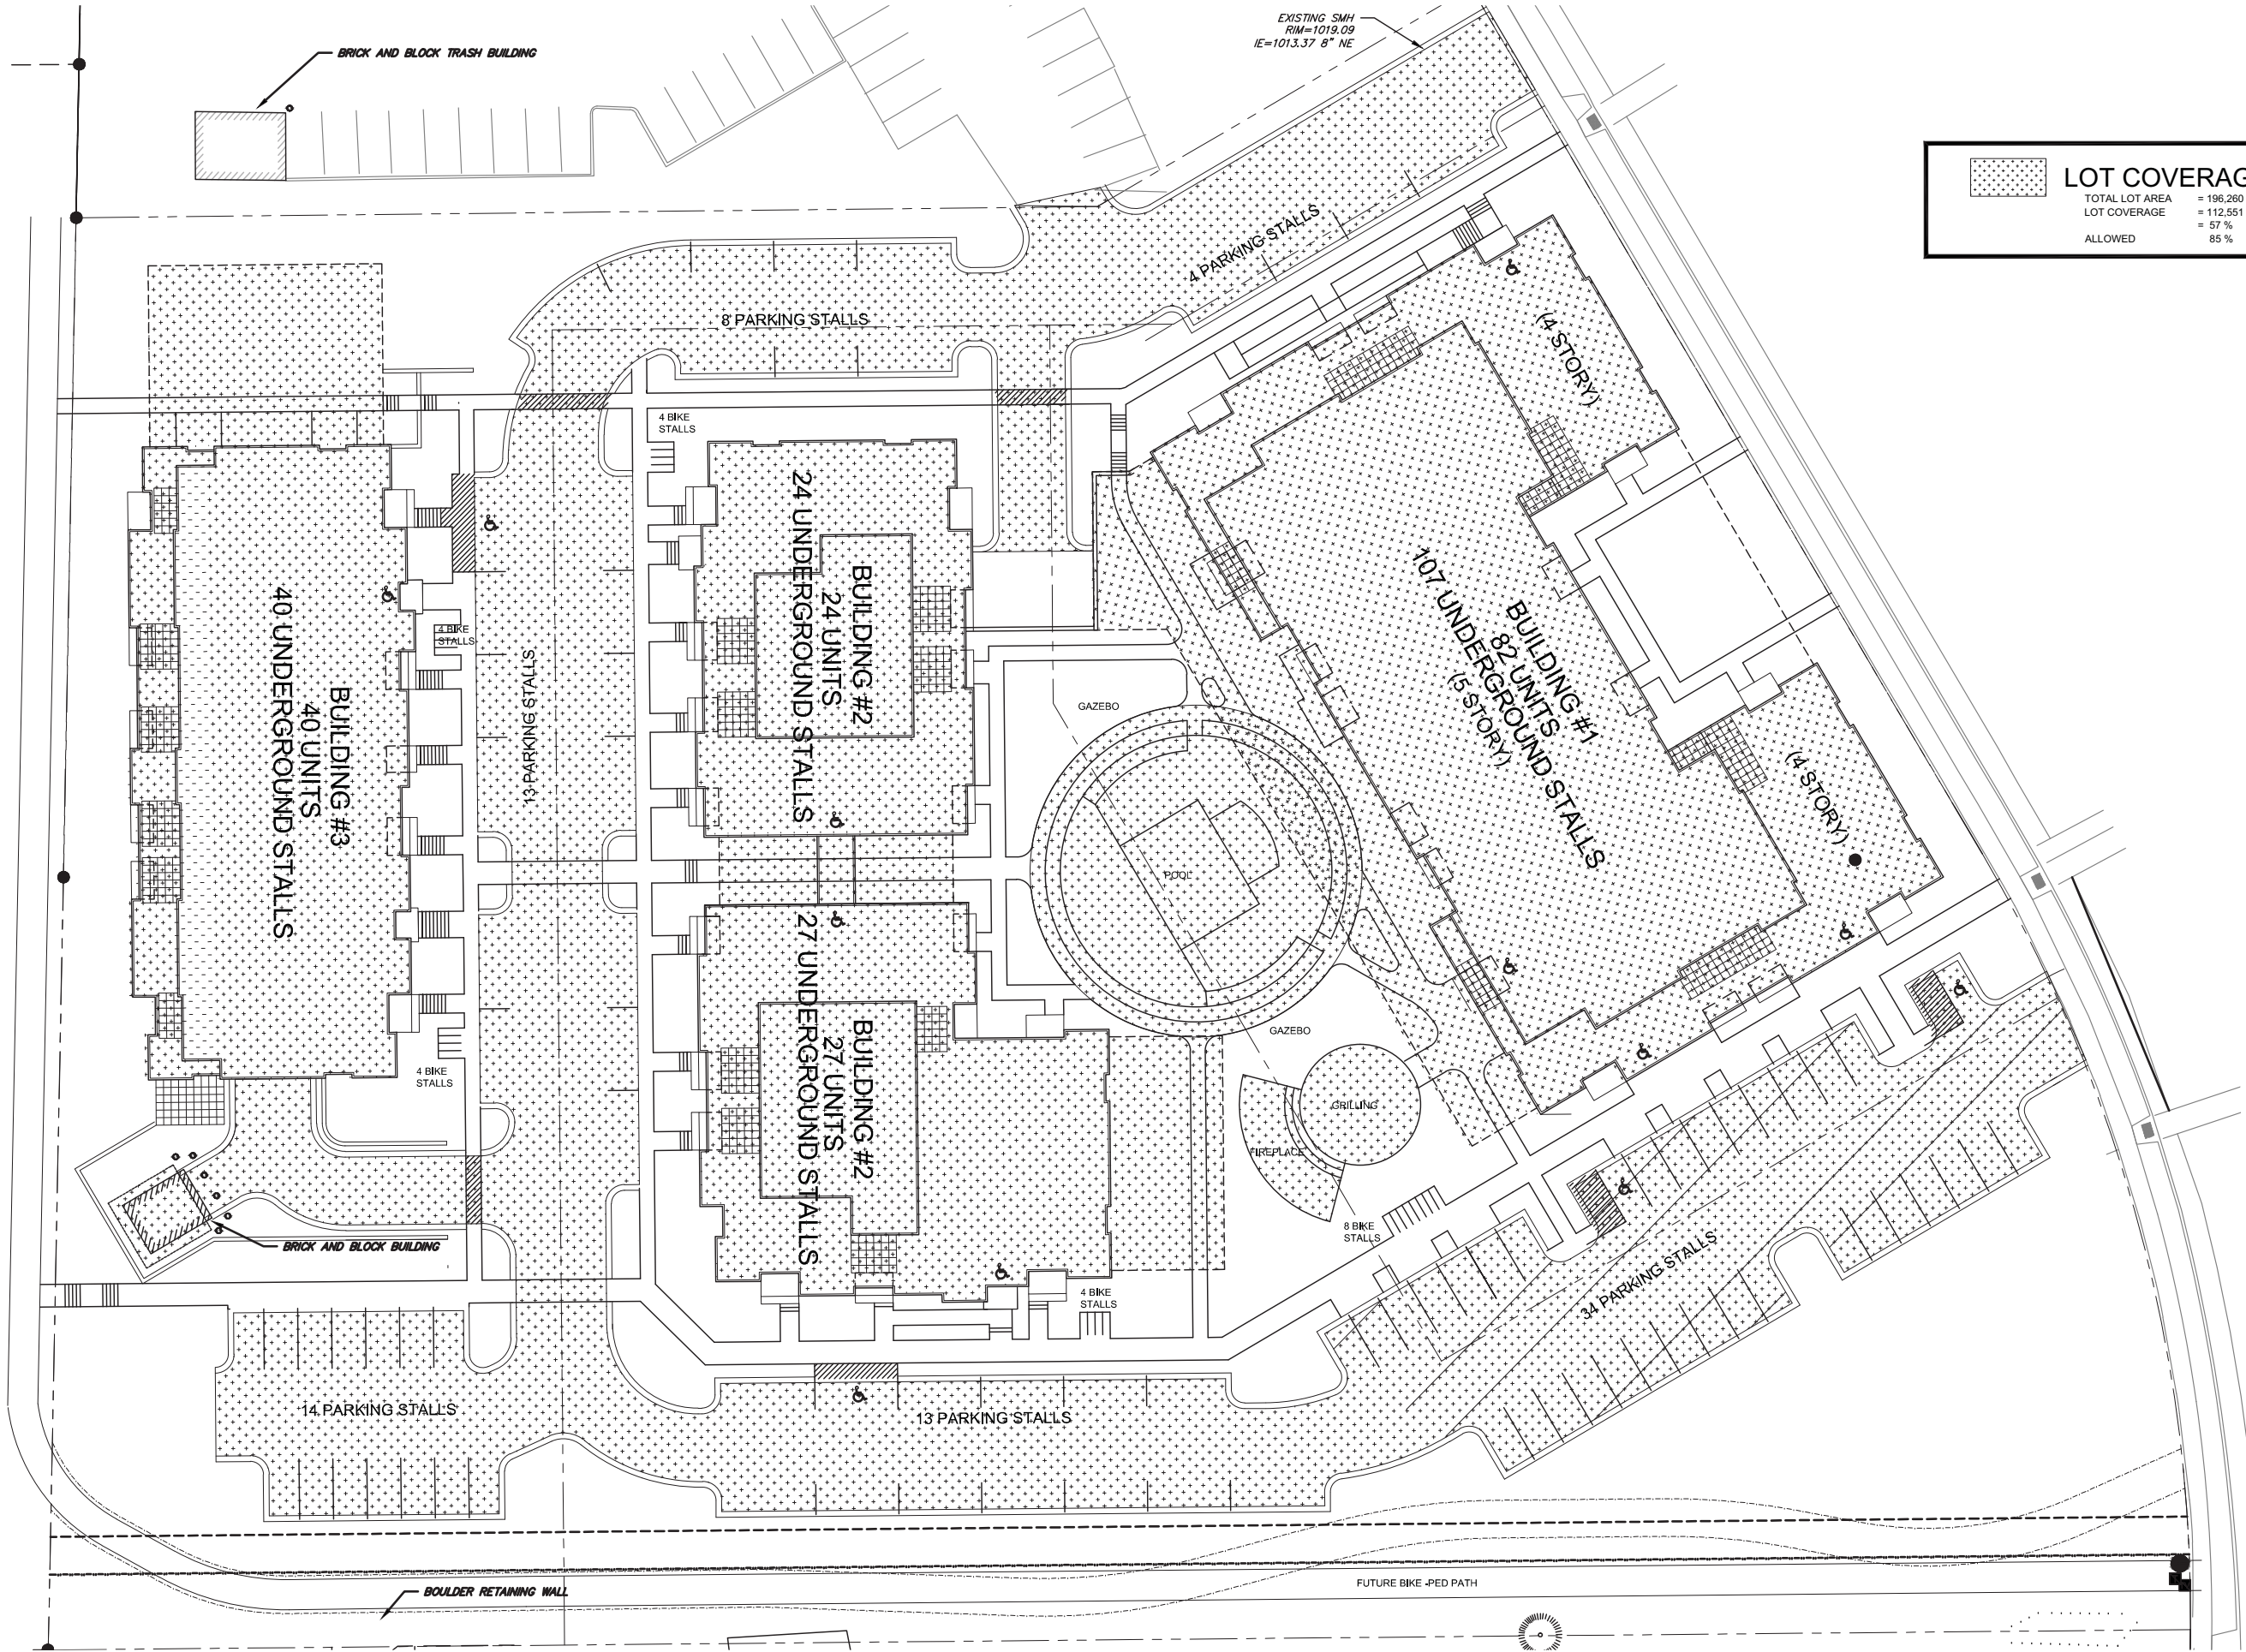 BRICK AND BLOCK TRASH BUILDING
EXISTING SMH
RIM=1019.09
IE=1013.37 8" NE
LOT COVERAG
TOTAL LOT AREA = 196,260
LOT COVERAGE = 112,551
= 57 %
ALLOWED 85 %
4 PARKING STALLS
8 PARKING STALLS
(4 STORY)
4 BIKE
STALLS
24 UNDERGROUND STALLS
BUILDING #2
24 UNITS
BUILDING #1
82 UNITS
107 UNDERGROUND STALLS
(5 STORY)
BUILDING #3
40 UNITS
40 UNDERGROUND STALLS
4 BIKE
STALLS
13 PARKING STALLS
GAZEBO
(4 STORY)
POOL
BUILDING #2
27 UNITS
27 UNDERGROUND STALLS
GAZEBO
4 BIKE
STALLS
GRILLING
FIREPLACE
8 BIKE
STALLS
BRICK AND BLOCK BUILDING
34 PARKING STALLS
4 BIKE
STALLS
14 PARKING STALLS
13 PARKING STALLS
FUTURE BIKE -PED PATH
BOULDER RETAINING WALL